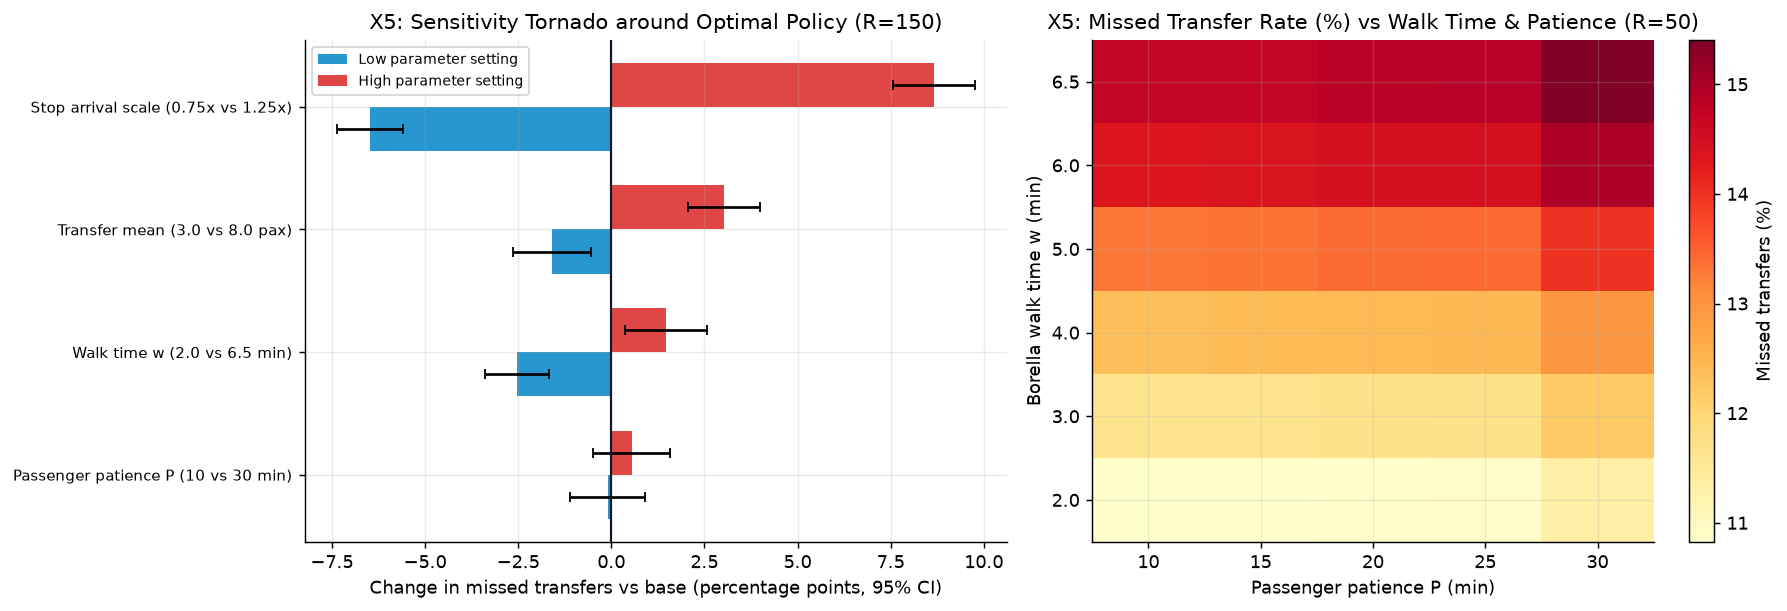 X5: Sensitivity Tornado around Optimal Policy (R=150)
Low parameter setting
High parameter setting
Stop arrival scale (0.75x vs 1.25x)
Transfer mean (3.0 vs 8.0 pax)
Walk time w (2.0 vs 6.5 min)
Passenger patience P (10 vs 30 min)
−7.5 −5.0 −2.5 0.0 2.5 5.0 7.5 10.0
Change in missed transfers vs base (percentage points, 95% CI)
X5: Missed Transfer Rate (%) vs Walk Time & Patience (R=50)
Borella walk time w (min)
6.5
6.0
5.0
4.0
3.0
2.0
10 15 20 25 30
Passenger patience P (min)
15
14
13
12
11
Missed transfers (%)